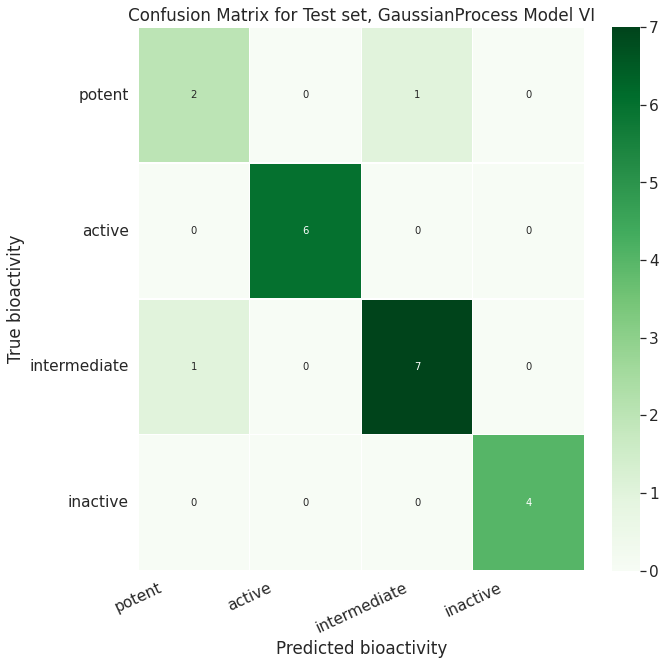 Confusion Matrix for Test set, GaussianProcess Model VI
potent
2
0
1
0
active
0
6
0
0
intermediate
1
0
7
0
inactive
0
0
0
4
True bioactivity
potent
active
intermediate
inactive
Predicted bioactivity
7
6
5
4
3
2
1
0